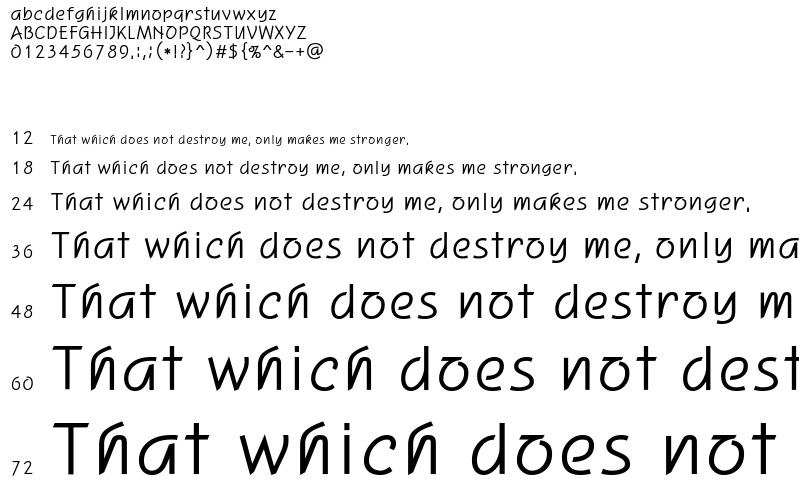 abcdefghijklmnopqrstuvwxyz
ABCDEFGHIJKLMNOPQRSTUVWXYZ
0123456789.:,;(*!?}^)#${%^&-+@
12 That which does not destroy me, only makes me stronger.
18 That which does not destroy me, only makes me stronger.
24 That which does not destroy me, only makes me stronger.
36 That which does not destroy me, only ma
48 That which does not destroy m
60 That which does not dest
72 That which does not